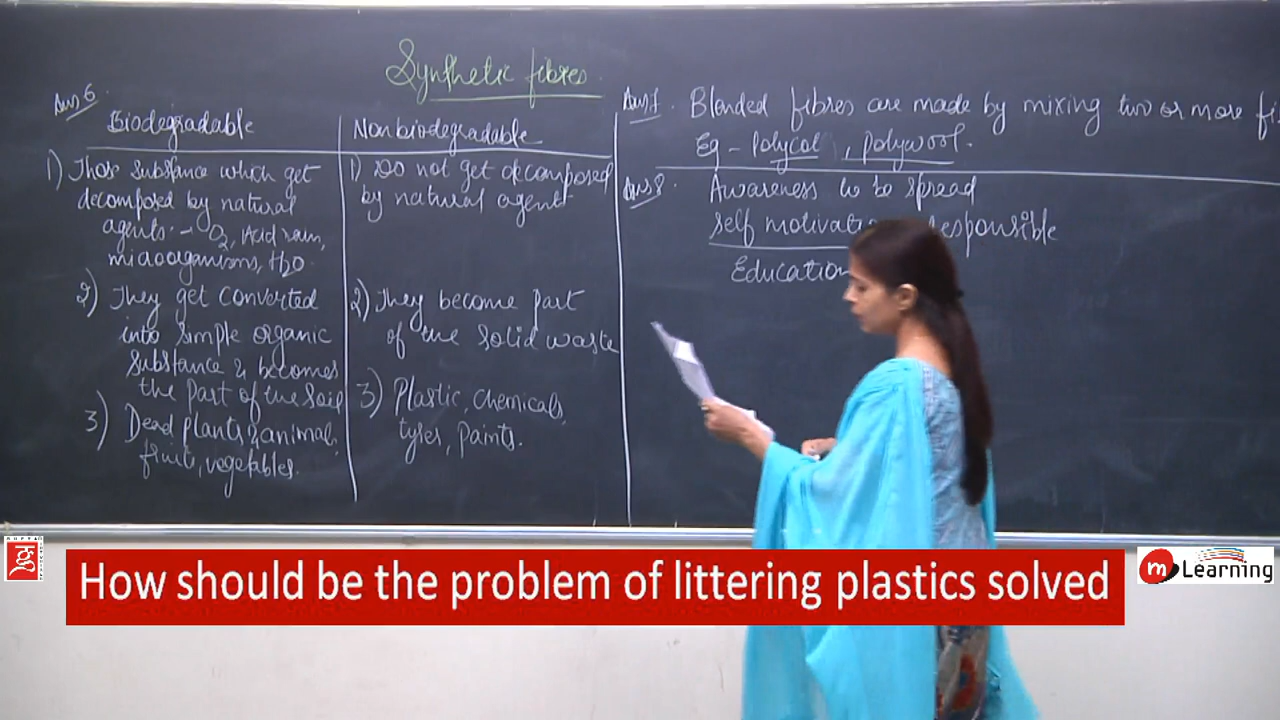 Synthetic fibres
Ans 6
Biodegradable
1) Those substance which get
decomposed by natural
agents:- O2, Acid rain,
microorganisms, H2O.
2) They get converted
into simple organic
substance & becomes
the part of the soil
3) Dead plants & animal,
fruits, vegetables.
Nonbiodegradable
1) Do not get decomposed
by natural agent
2) They become part
of the solid waste
3) Plastic, chemicals,
tyres, paints.
Ans 7. Blended fibres are made by mixing two or more fi
Eg - Polycot, polywool.
Ans 8. Awareness to be spread
Self motivatio responsible
Education
How should be the problem of littering plastics solved
m Learning